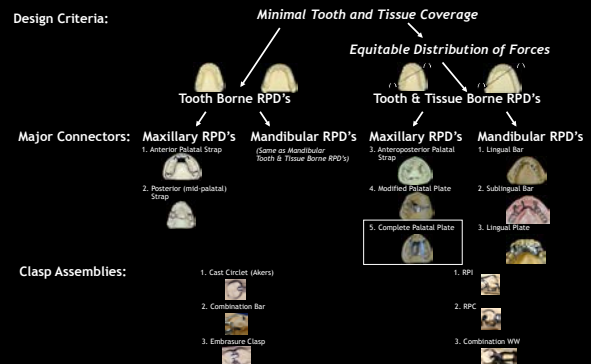 Design Criteria:
Minimal Tooth and Tissue Coverage
Equitable Distribution of Forces
Tooth Borne RPD's
Tooth & Tissue Borne RPD's
Major Connectors:
Maxillary RPD's
1. Anterior Palatal Strap
2. Posterior (mid-palatal)
Strap
Mandibular RPD's
(Same as Mandibular
Tooth & Tissue Borne RPD's)
Maxillary RPD's
3. Anteroposterior Palatal
Strap
4. Modified Palatal Plate
5. Complete Palatal Plate
Mandibular RPD's
1. Lingual Bar
2. Sublingual Bar
3. Lingual Plate
Clasp Assemblies:
1. Cast Circlet (Akers)
2. Combination Bar
3. Embrasure Clasp
1. RPI
2. RPC
3. Combination WW